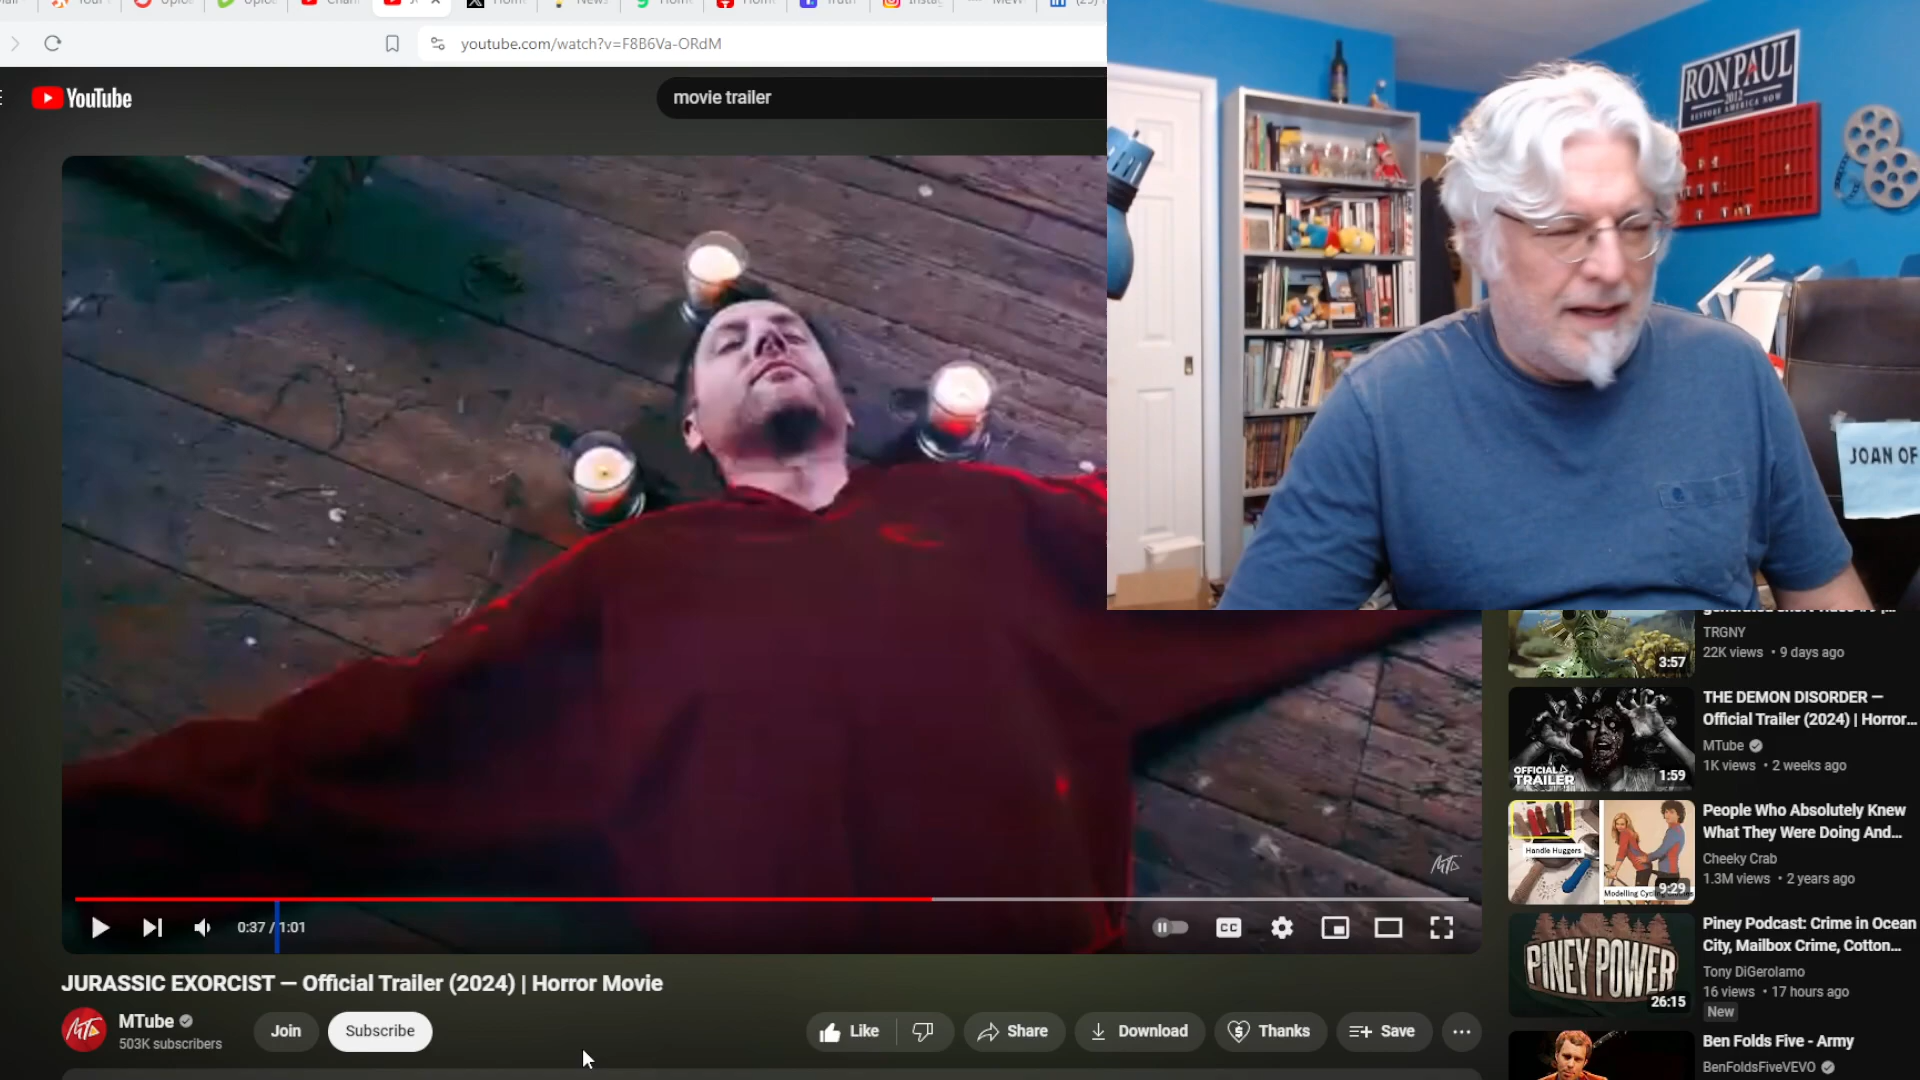 youtube.com/watch?v=F8B6Va-ORdM
YouTube
movie trailer
RON PAUL
2012
RESTORE AMERICA NOW
JOAN OF
TRGNY
22K views • 9 days ago
3:57
THE DEMON DISORDER —
Official Trailer (2024) | Horror...
MTube
1K views • 2 weeks ago
OFFICIAL
TRAILER
1:59
People Who Absolutely Knew
What They Were Doing And...
Cheeky Crab
1.3M views • 2 years ago
Handle Huggers
9:29
Piney Podcast: Crime in Ocean
City, Mailbox Crime, Cotton...
Tony DiGerolamo
16 views • 17 hours ago
New
PINEY POWER
26:15
Ben Folds Five - Army
BenFoldsFiveVEVO
0:37 / 1:01
CC
JURASSIC EXORCIST — Official Trailer (2024) | Horror Movie
MTube
503K subscribers
Join
Subscribe
Like
Share
Download
Thanks
Save